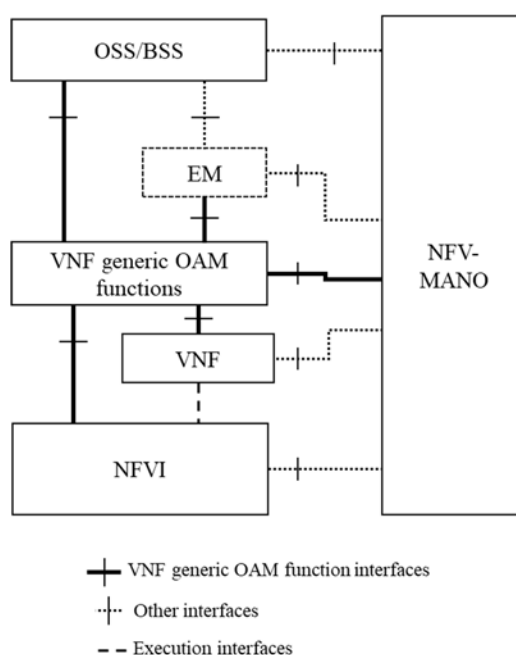 OSS/BSS
EM
VNF generic OAM
functions
NFV-
MANO
VNF
NFVI
VNF generic OAM function interfaces
Other interfaces
Execution interfaces